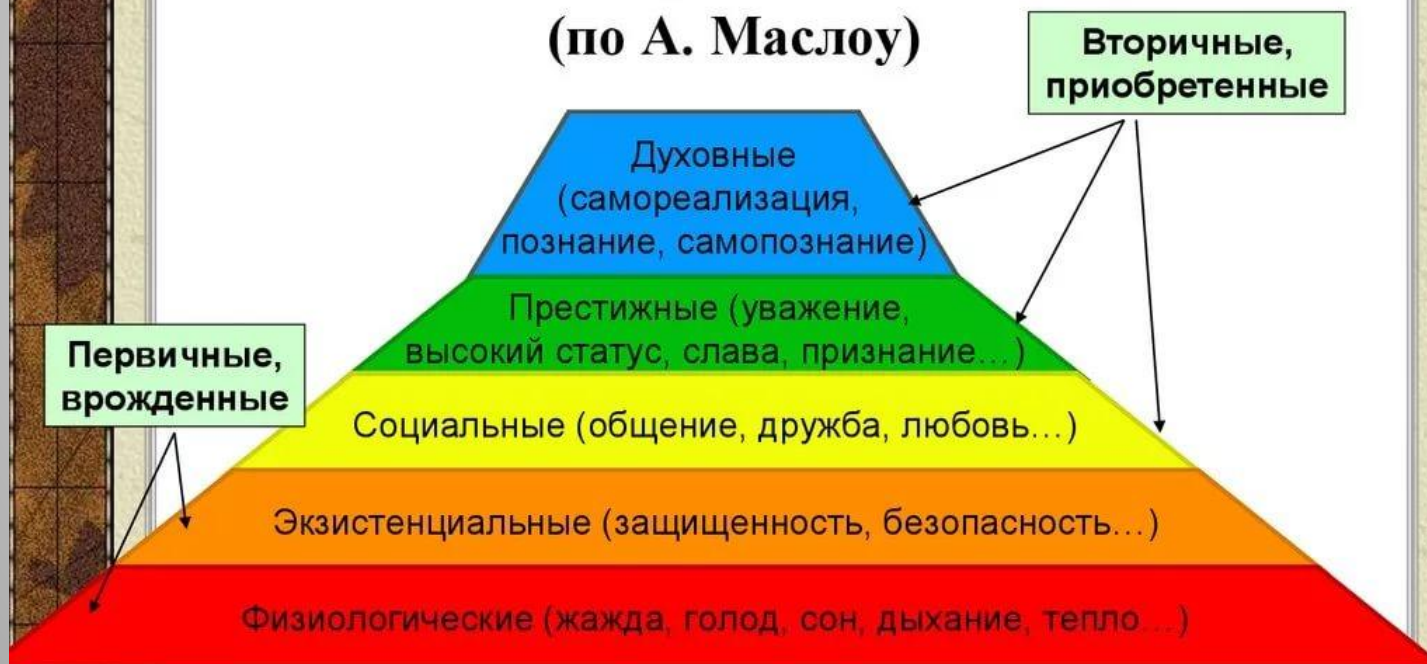 (по А. Маслоу)
Вторичные,
приобретенные
Духовные
(самореализация,
познание, самопознание)
Престижные (уважение,
высокий статус, слава, признание...)
Первичные,
врожденные
Социальные (общение, дружба, любовь...)
Экзистенциальные (защищенность, безопасность...)
Физиологические (жажда, голод, сон, дыхание, тепло...)